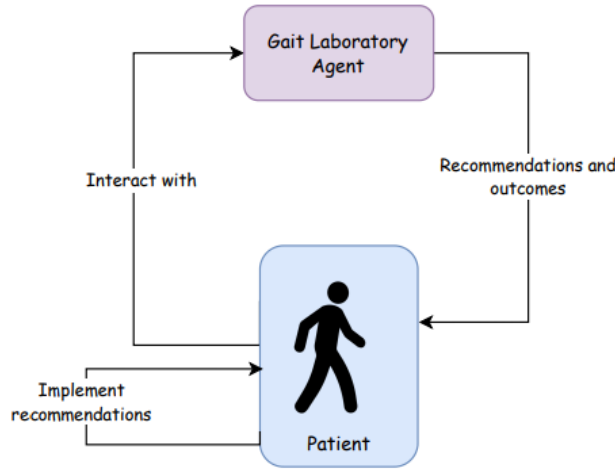 Gait Laboratory
Agent
Interact with
Recommendations and
outcomes
Implement
recommendations
Patient